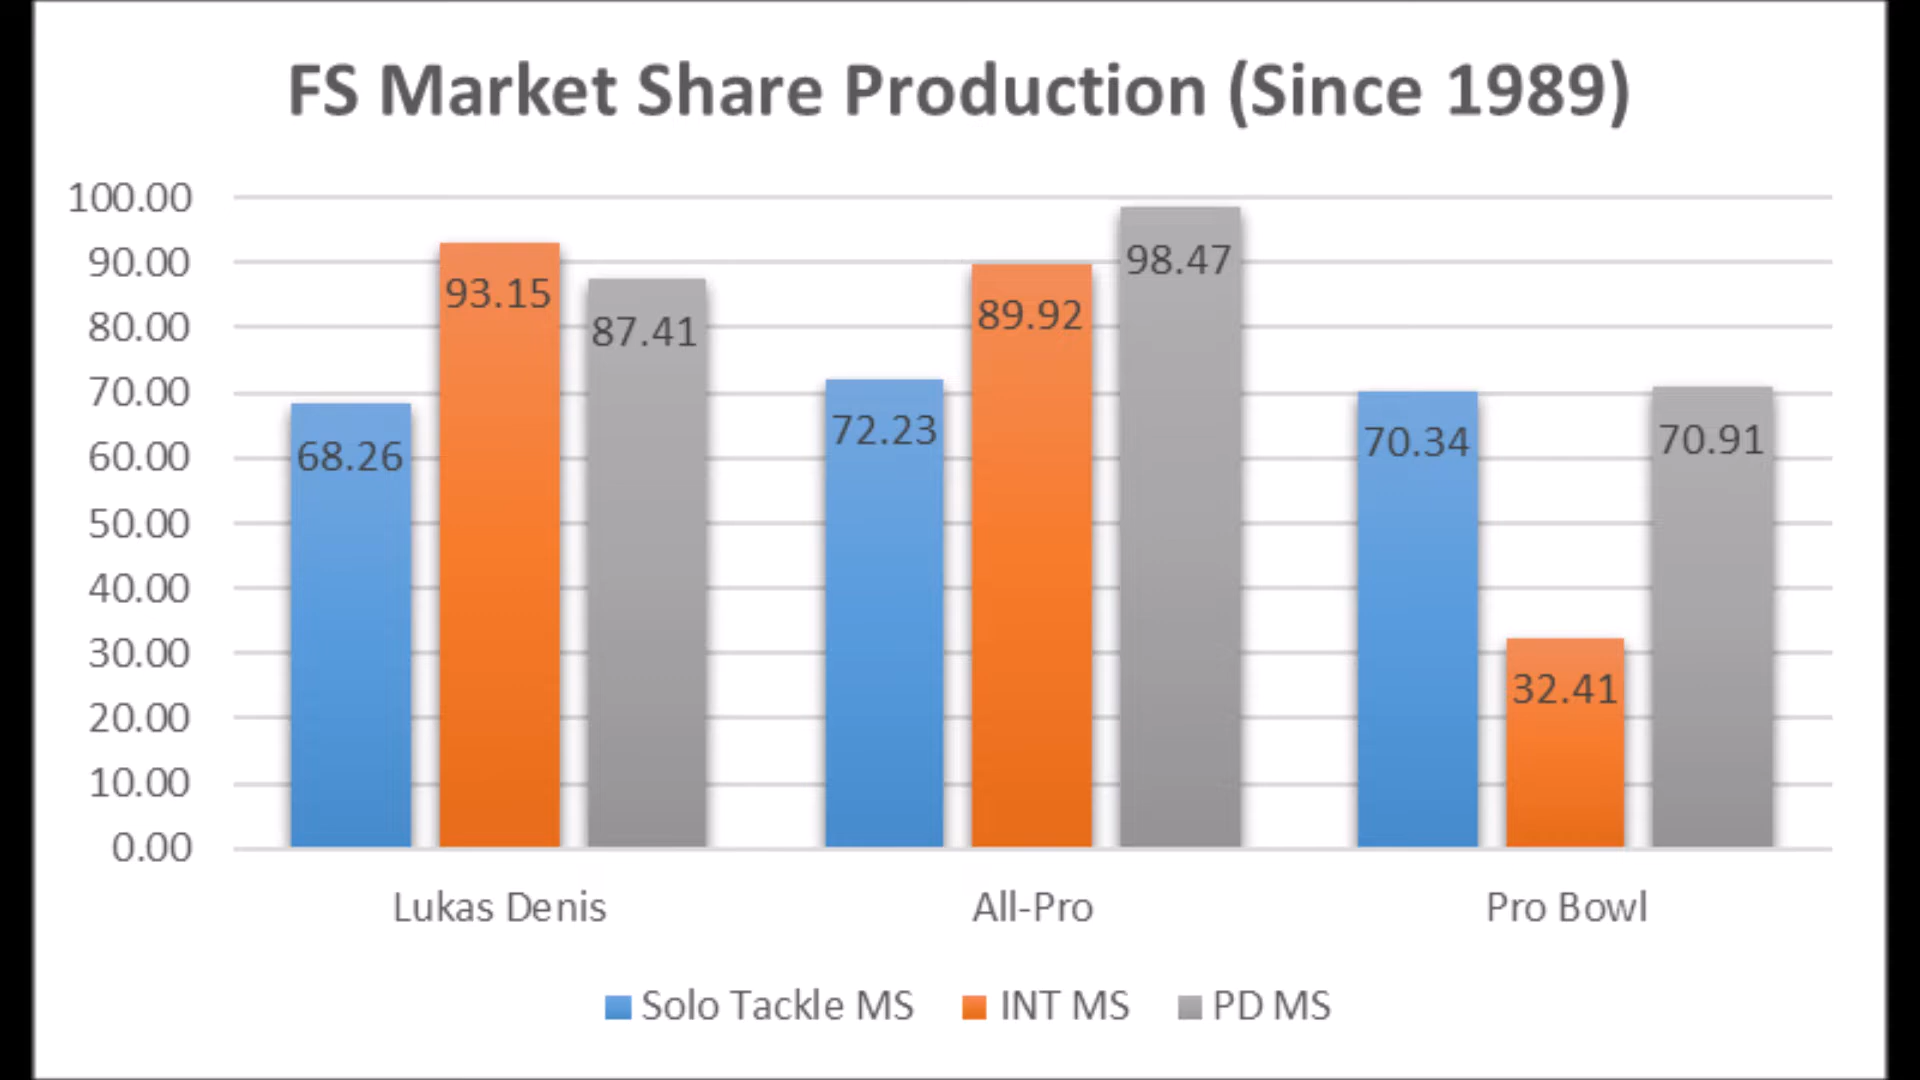 FS Market Share Production (Since 1989)
100.00
90.00
80.00
70.00
60.00
50.00
40.00
30.00
20.00
10.00
0.00
68.26
93.15
87.41
72.23
89.92
98.47
70.34
32.41
70.91
Lukas Denis
All-Pro
Pro Bowl
Solo Tackle MS
INT MS
PD MS